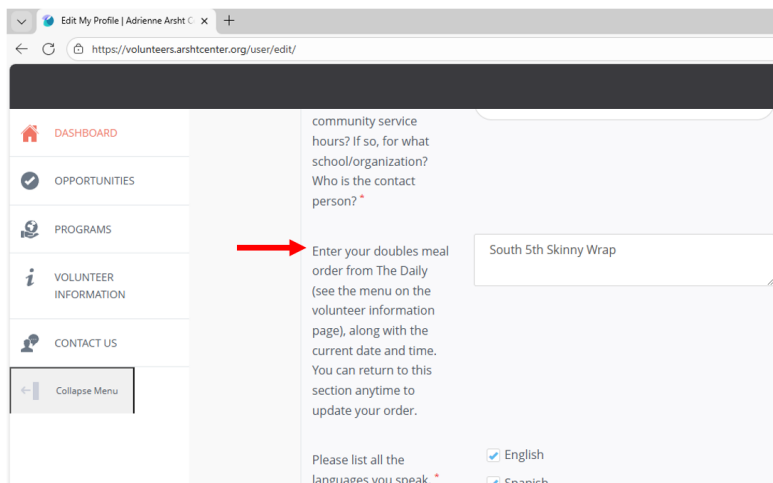 Edit My Profile | Adrienne Arsht C
https://volunteers.arshtcenter.org/user/edit/
DASHBOARD
OPPORTUNITIES
PROGRAMS
VOLUNTEER
INFORMATION
CONTACT US
Collapse Menu
community service
hours? If so, for what
school/organization?
Who is the contact
person? *
Enter your doubles meal
order from The Daily
(see the menu on the
volunteer information
page), along with the
current date and time.
You can return to this
section anytime to
update your order.
South 5th Skinny Wrap
Please list all the
languages you speak. *
English
Spanish